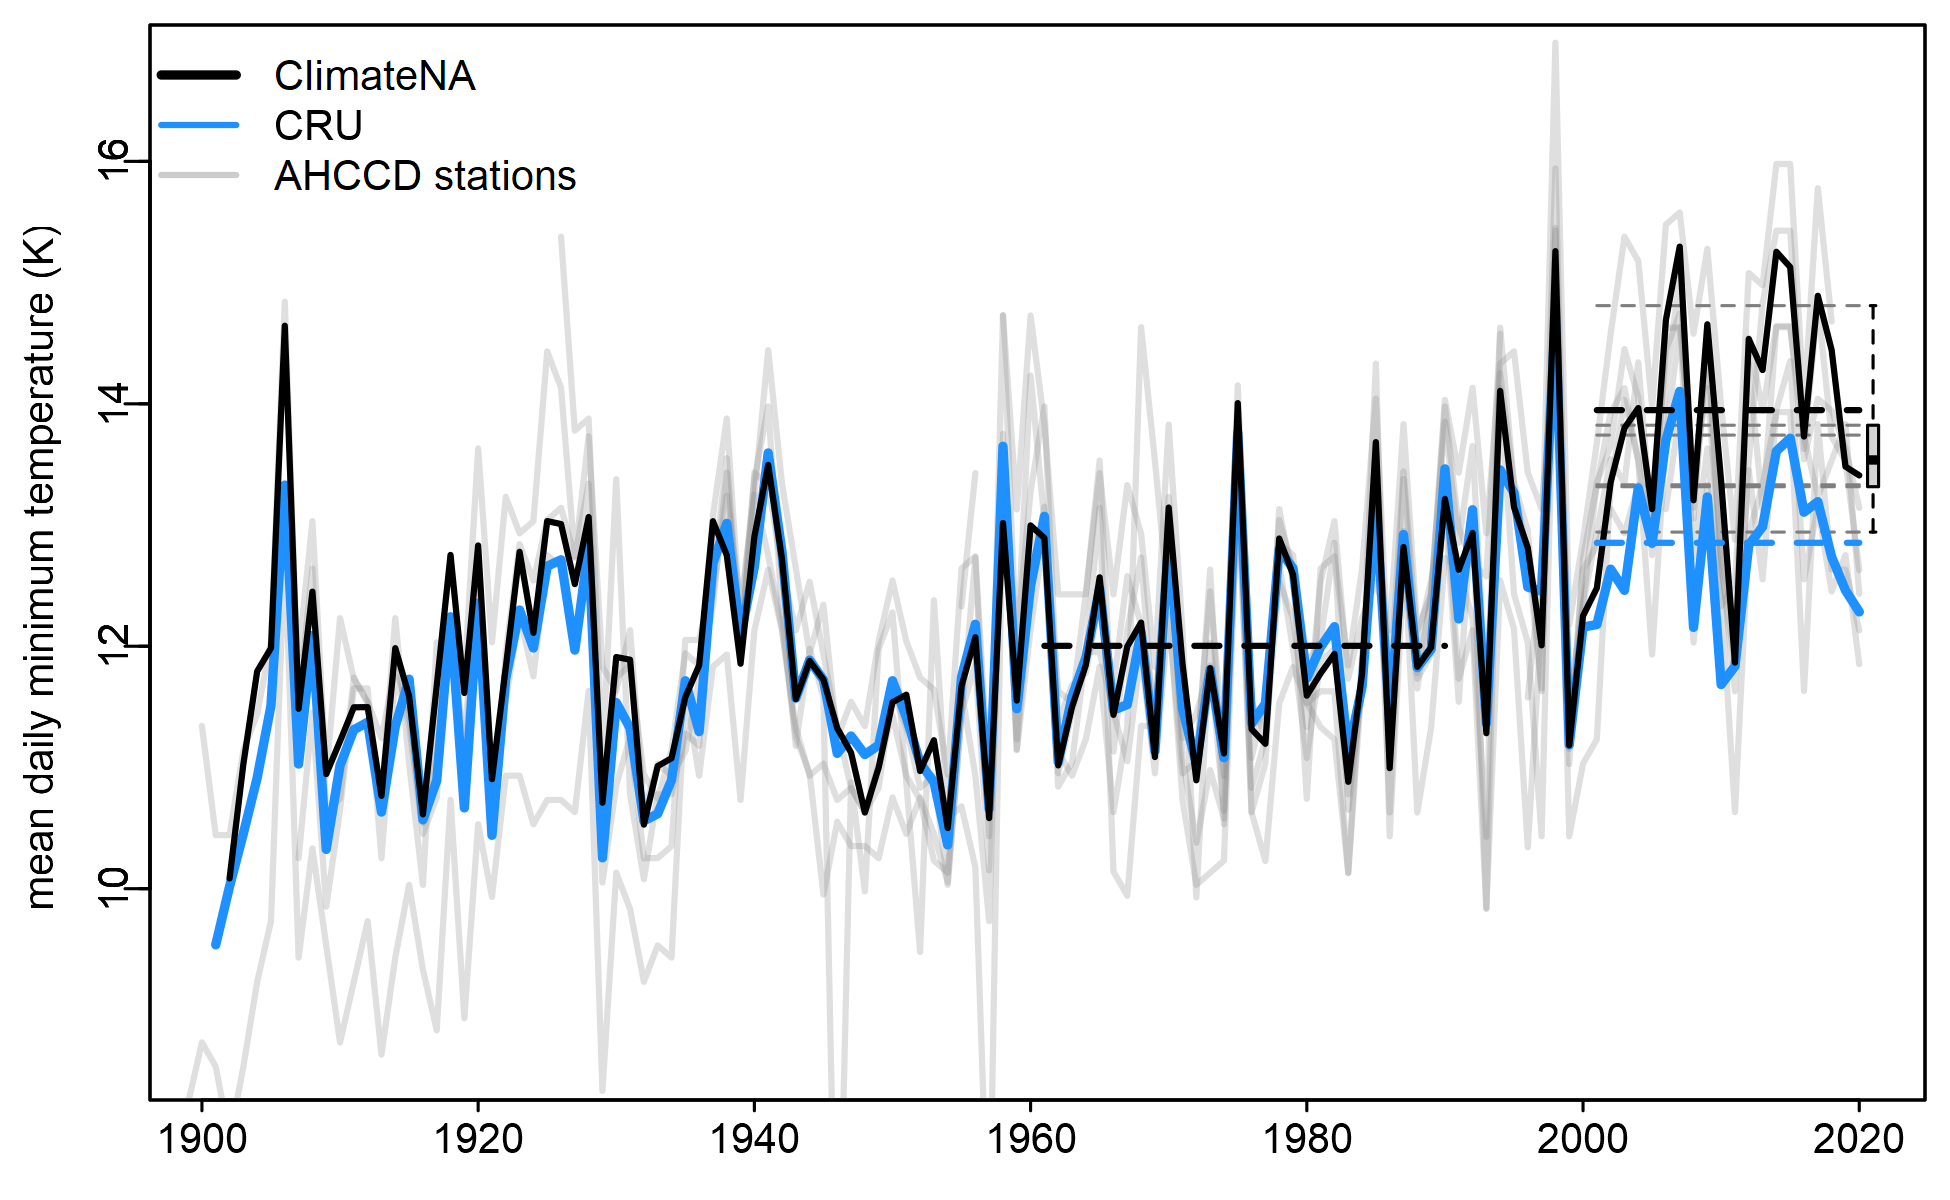 ClimateNA
CRU
AHCCD stations
mean daily minimum temperature (K)
16
14
12
10
1900 1920 1940 1960 1980 2000 2020